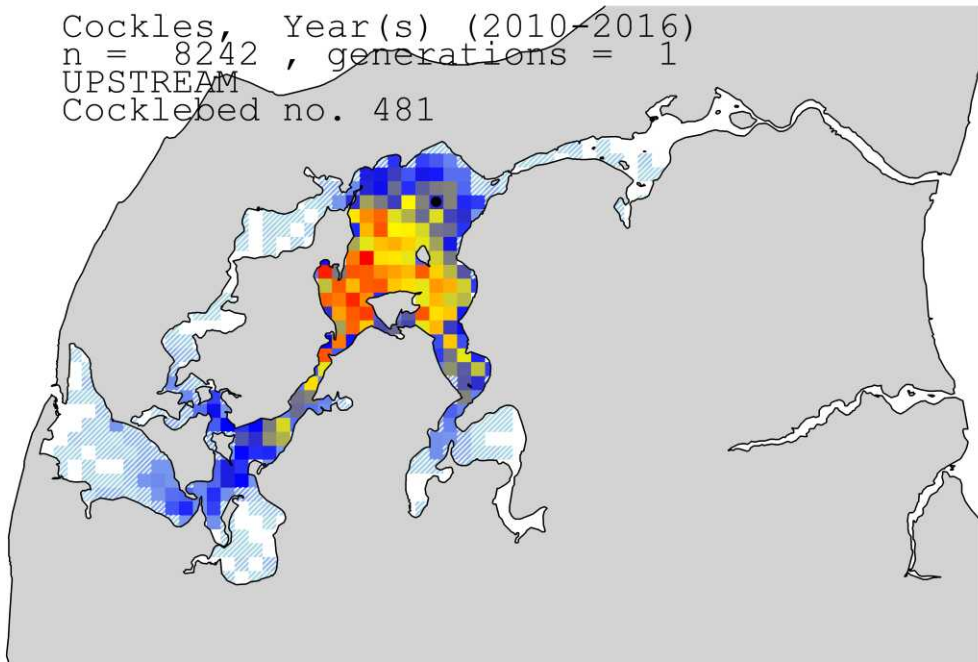 Cockles, Year(s) (2010-2016)
n = 8242 , generations = 1
UPSTREAM
Cocklebed no. 481